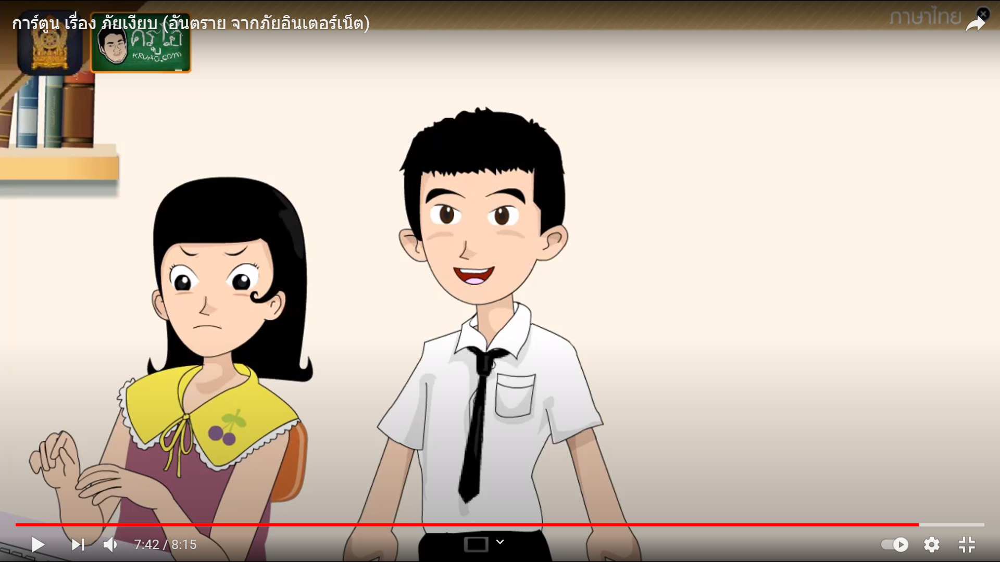 การ์ตูน เรื่อง ภัยเงียบ (อันตราย จากภัยอินเตอร์เน็ต)
ภาษาไทย
ครูโอ๋
KRUAO.COM
7:42 / 8:15